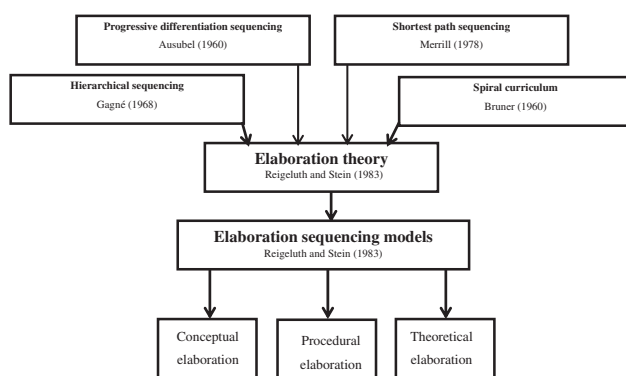 Progressive differentiation sequencing
Ausubel (1960)
Shortest path sequencing
Merrill (1978)
Hierarchical sequencing
Gagné (1968)
Spiral curriculum
Bruner (1960)
Elaboration theory
Reigeluth and Stein (1983)
Elaboration sequencing models
Reigeluth and Stein (1983)
Conceptual
elaboration
Procedural
elaboration
Theoretical
elaboration